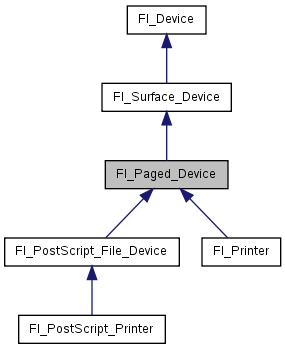 Fl_Device
Fl_Surface_Device
Fl_Paged_Device
Fl_PostScript_File_Device
Fl_Printer
Fl_PostScript_Printer